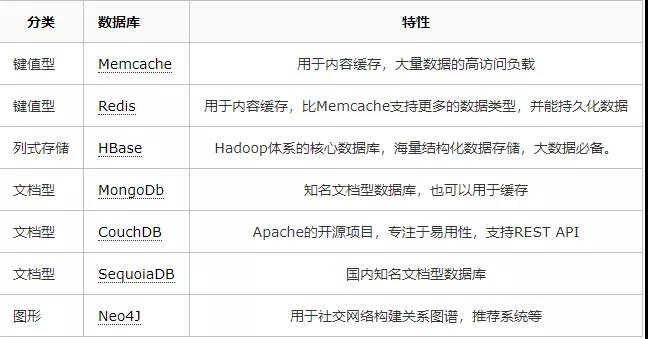 分类 数据库 特性
键值型 Memcache 用于内容缓存，大量数据的高访问负载
键值型 Redis 用于内容缓存，比Memcache支持更多的数据类型，并能持久化数据
列式存储 HBase Hadoop体系的核心数据库，海量结构化数据存储，大数据必备。
文档型 MongoDb 知名文档型数据库，也可以用于缓存
文档型 CouchDB Apache的开源项目，专注于易用性，支持REST API
文档型 SequoiaDB 国内知名文档型数据库
图形 Neo4J 用于社交网络构建关系图谱，推荐系统等